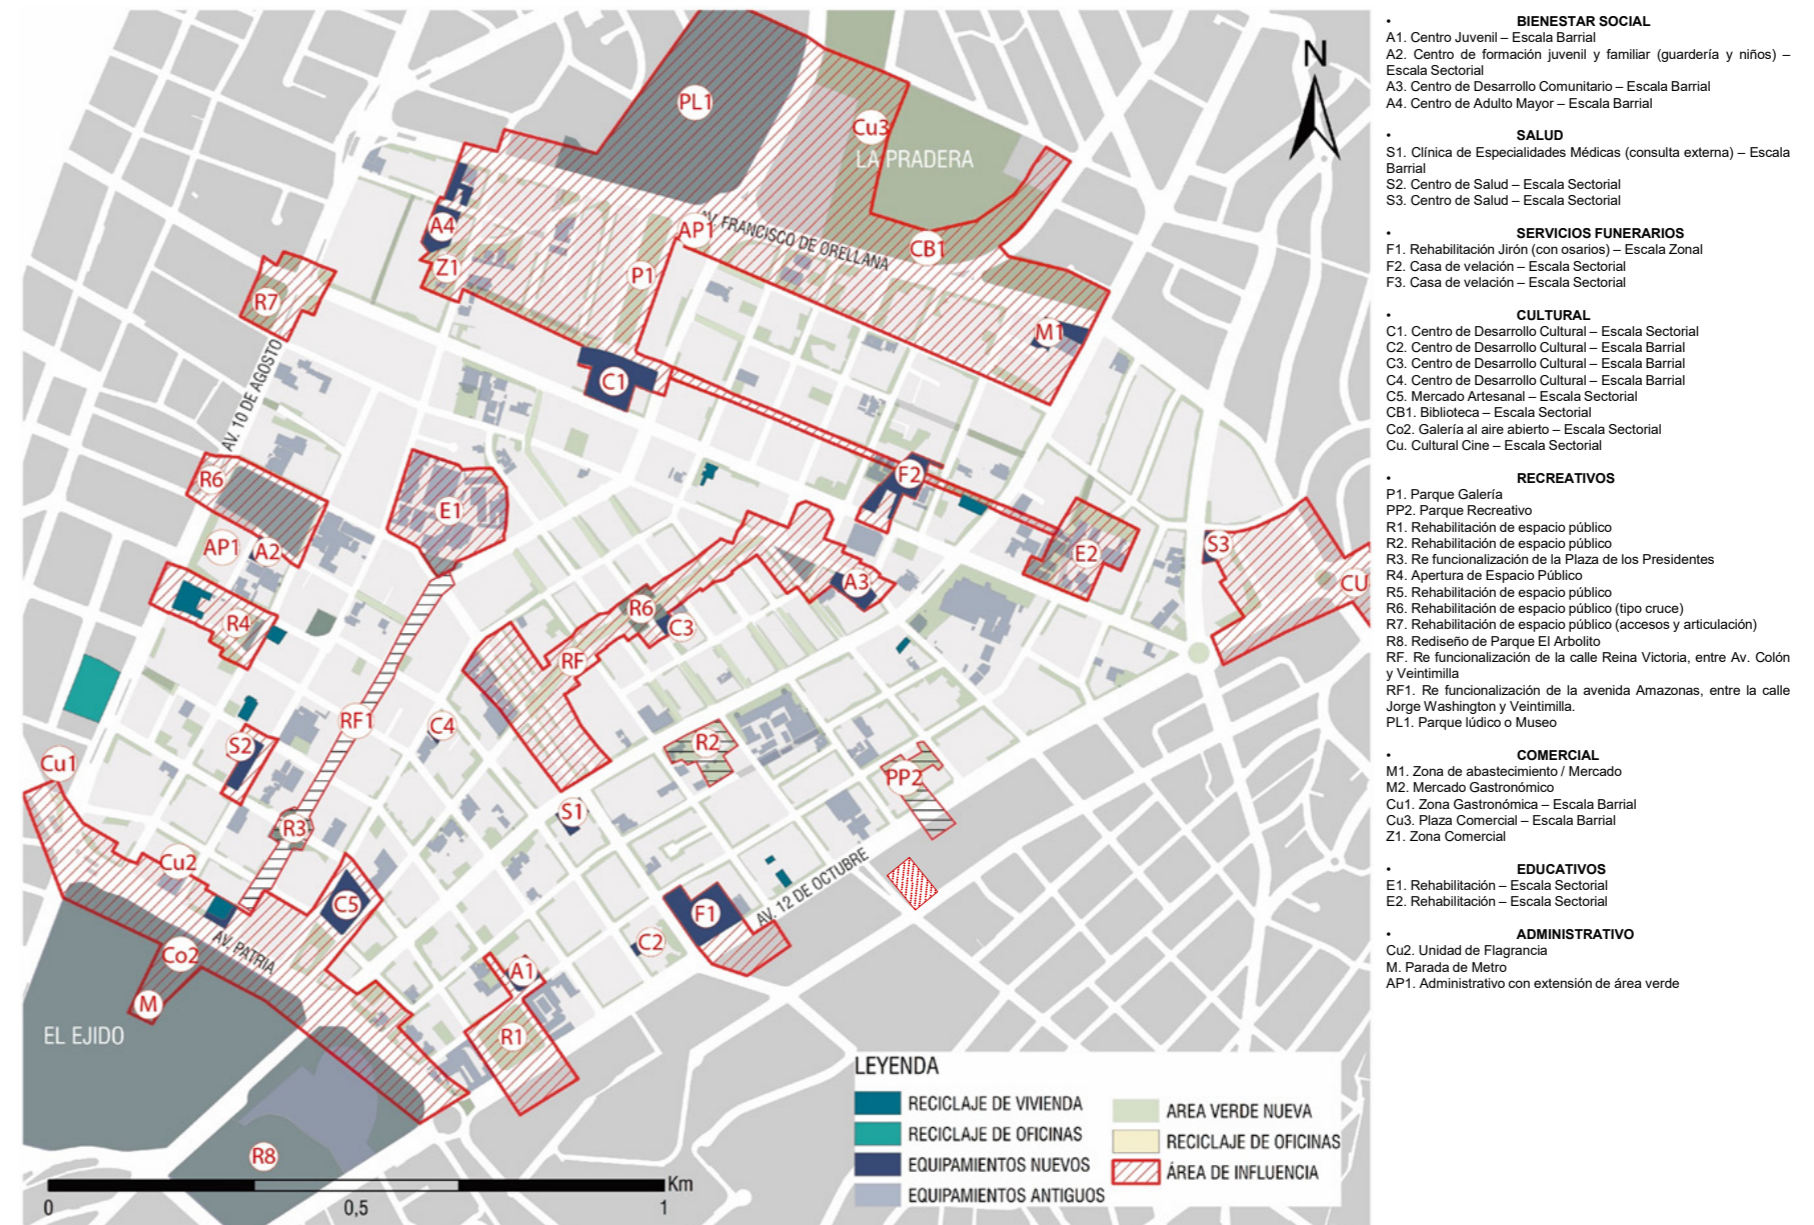 PL1
Cu3
LA PRADERA
N
A4
AP1
AV. FRANCISCO DE ORELLANA
CB1
Z1
P1
R7
M1
AV. 10 DE AGOSTO
C1
R6
F2
E1
AP1
A2
E2
S3
CU
A3
R4
R6
C3
RF
RF1
C4
R2
S2
Cu1
PP2
S1
R3
Cu2
AV. 12 DE OCTUBRE
C5
F1
AV. PATRIA
Co2
C2
A1
M
EL EJIDO
R1
R8
Km
0
0,5
1
LEYENDA
RECICLAJE DE VIVIENDA
RECICLAJE DE OFICINAS
EQUIPAMIENTOS NUEVOS
EQUIPAMIENTOS ANTIGUOS
AREA VERDE NUEVA
RECICLAJE DE OFICINAS
ÁREA DE INFLUENCIA
• BIENESTAR SOCIAL
A1. Centro Juvenil – Escala Barrial
A2. Centro de formación juvenil y familiar (guardería y niños) –
Escala Sectorial
A3. Centro de Desarrollo Comunitario – Escala Barrial
A4. Centro de Adulto Mayor – Escala Barrial
• SALUD
S1. Clínica de Especialidades Médicas (consulta externa) – Escala
Barrial
S2. Centro de Salud – Escala Sectorial
S3. Centro de Salud – Escala Sectorial
• SERVICIOS FUNERARIOS
F1. Rehabilitación Jirón (con osarios) – Escala Zonal
F2. Casa de velación – Escala Sectorial
F3. Casa de velación – Escala Sectorial
• CULTURAL
C1. Centro de Desarrollo Cultural – Escala Sectorial
C2. Centro de Desarrollo Cultural – Escala Barrial
C3. Centro de Desarrollo Cultural – Escala Barrial
C4. Centro de Desarrollo Cultural – Escala Barrial
C5. Mercado Artesanal – Escala Sectorial
CB1. Biblioteca – Escala Sectorial
Co2. Galería al aire abierto – Escala Sectorial
Cu. Cultural Cine – Escala Sectorial
• RECREATIVOS
P1. Parque Galería
PP2. Parque Recreativo
R1. Rehabilitación de espacio público
R2. Rehabilitación de espacio público
R3. Re funcionalización de la Plaza de los Presidentes
R4. Apertura de Espacio Público
R5. Rehabilitación de espacio público
R6. Rehabilitación de espacio público (tipo cruce)
R7. Rehabilitación de espacio público (accesos y articulación)
R8. Rediseño de Parque El Arbolito
RF. Re funcionalización de la calle Reina Victoria, entre Av. Colón
y Veintimilla
RF1. Re funcionalización de la avenida Amazonas, entre la calle
Jorge Washington y Veintimilla.
PL1. Parque lúdico o Museo
• COMERCIAL
M1. Zona de abastecimiento / Mercado
M2. Mercado Gastronómico
Cu1. Zona Gastronómica – Escala Barrial
Cu3. Plaza Comercial – Escala Barrial
Z1. Zona Comercial
• EDUCATIVOS
E1. Rehabilitación – Escala Sectorial
E2. Rehabilitación – Escala Sectorial
• ADMINISTRATIVO
Cu2. Unidad de Flagrancia
M. Parada de Metro
AP1. Administrativo con extensión de área verde